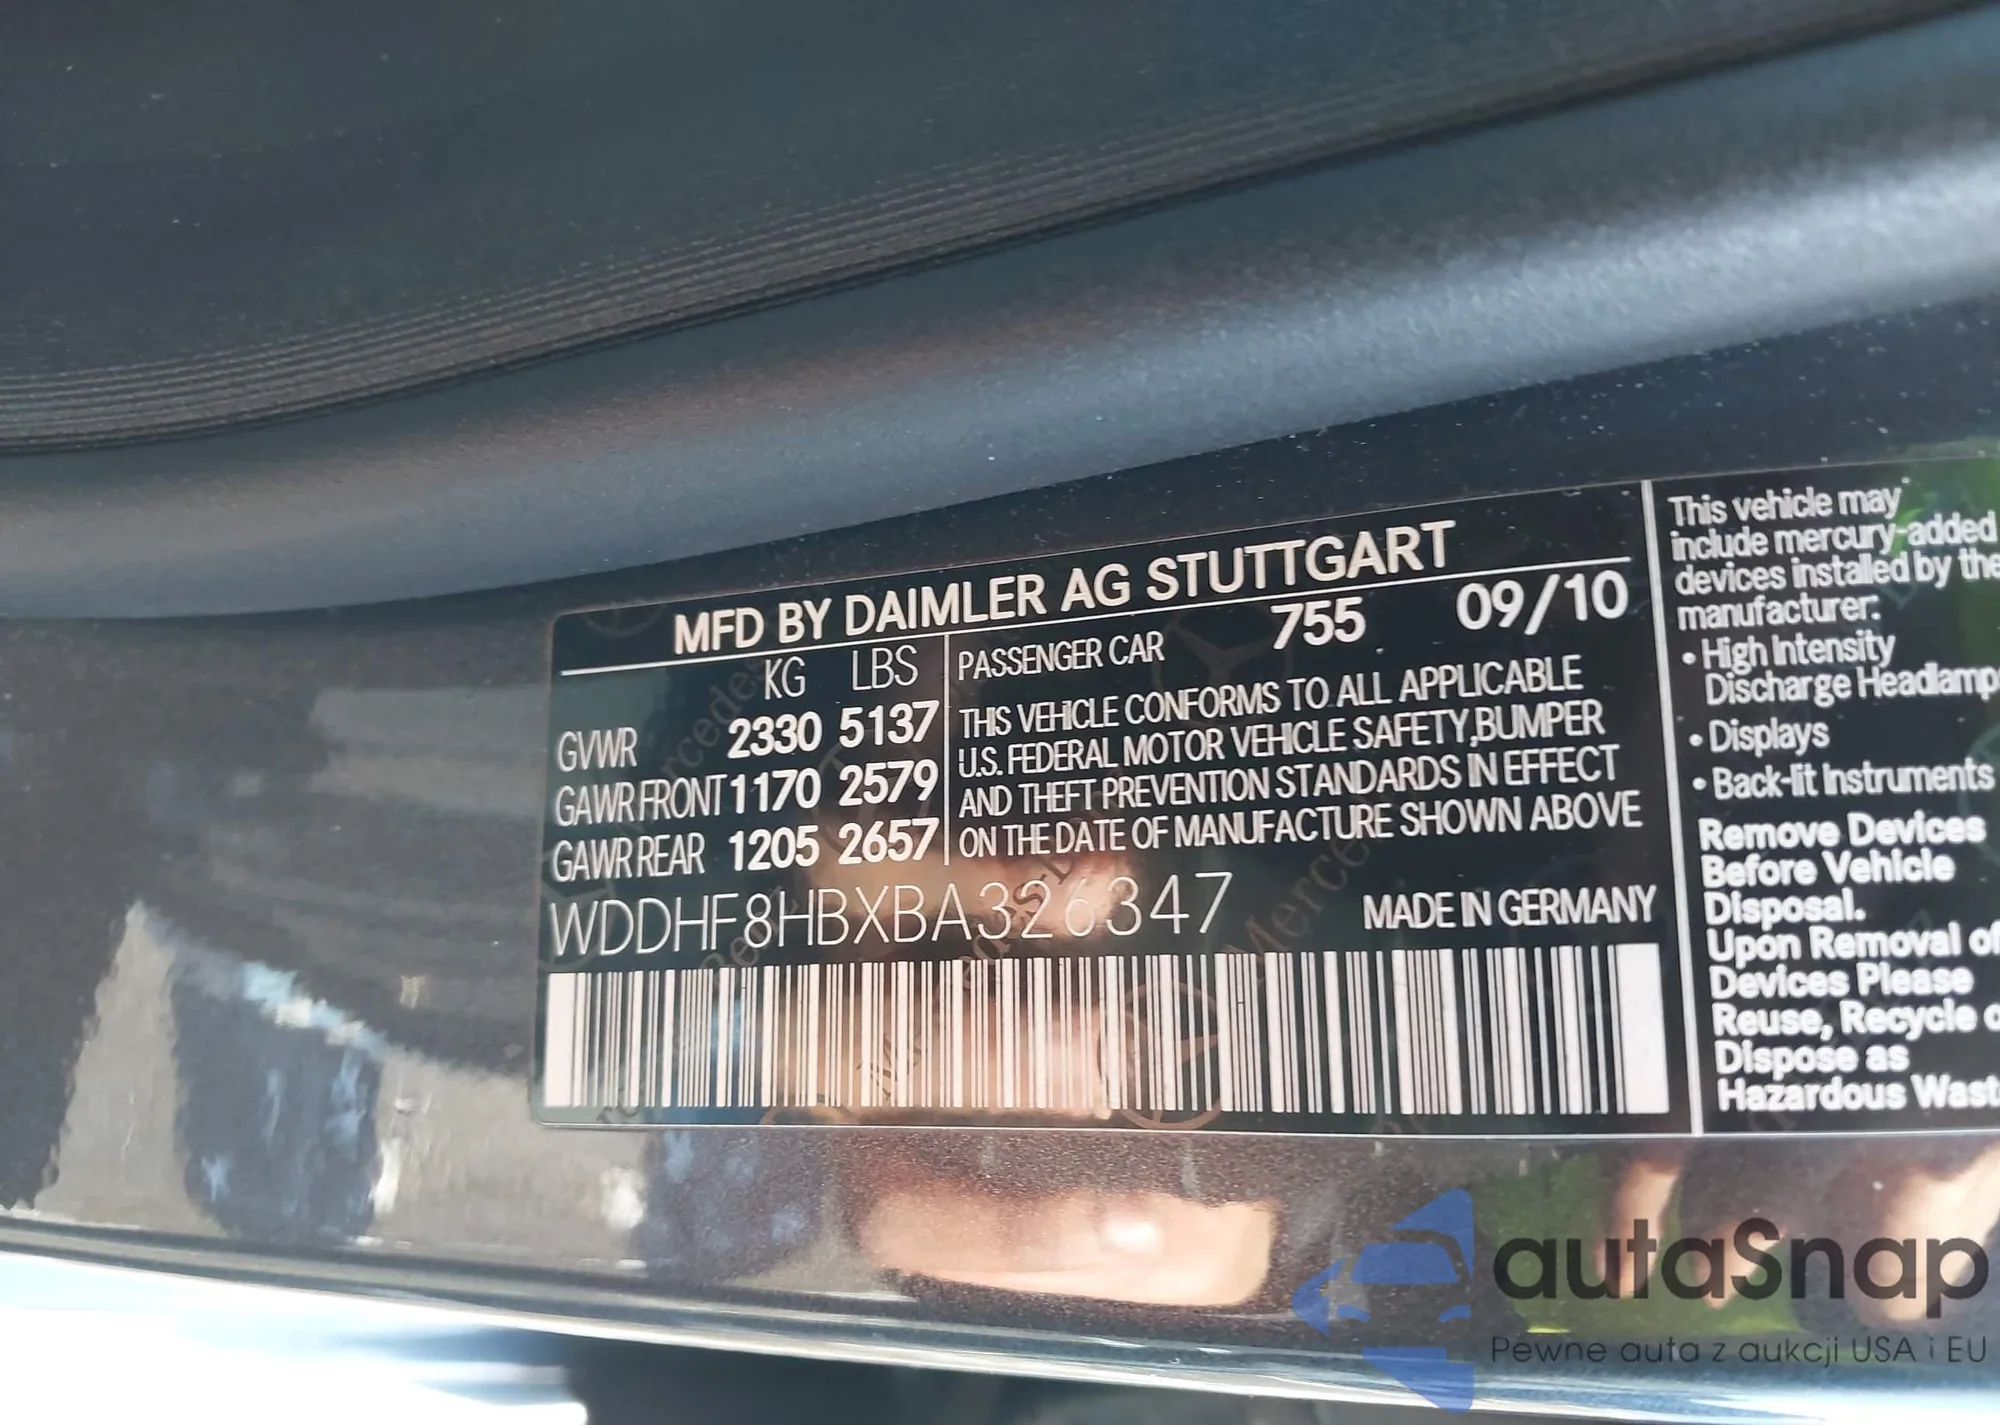 MFD BY DAIMLER AG STUTTGART
KG LBS
GVWR 2330 5137
GAWR FRONT 1170 2579
GAWR REAR 1205 2657
PASSENGER CAR 755 09/10
THIS VEHICLE CONFORMS TO ALL APPLICABLE
U.S. FEDERAL MOTOR VEHICLE SAFETY,BUMPER
AND THEFT PREVENTION STANDARDS IN EFFECT
ON THE DATE OF MANUFACTURE SHOWN ABOVE
WDDHF8HBXBA326347
MADE IN GERMANY
This vehicle may
include mercury-added
devices installed by the
manufacturer:
• High Intensity
Discharge Headlamps
• Displays
• Back-lit Instruments
Remove Devices
Before Vehicle
Disposal.
Upon Removal of
Devices Please
Reuse, Recycle o
Dispose as
Hazardous Wast
autaSnap
Pewne auta z aukcji USA i EU